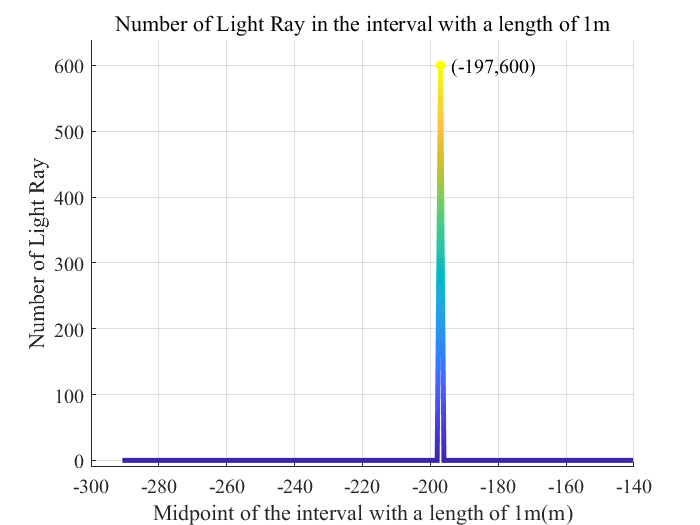 Number of Light Ray in the interval with a length of 1m
(-197,600)
600
500
400
300
200
100
0
Number of Light Ray
-300 -280 -260 -240 -220 -200 -180 -160 -140
Midpoint of the interval with a length of 1m(m)